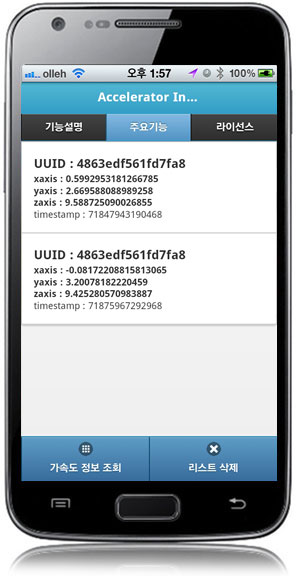 olleh 오후 1:57 100%
Accelerator In...
기능설명 주요기능 라이선스
UUID : 4863edf561fd7fa8
xaxis : 0.5992953181266785
yaxis : 2.669588088989258
zaxis : 9.588725090026855
timestamp : 71847943190468
UUID : 4863edf561fd7fa8
xaxis : -0.08172208815813065
yaxis : 3.20078182220459
zaxis : 9.425280570983887
timestamp : 71875967292968
가속도 정보 조회 리스트 삭제